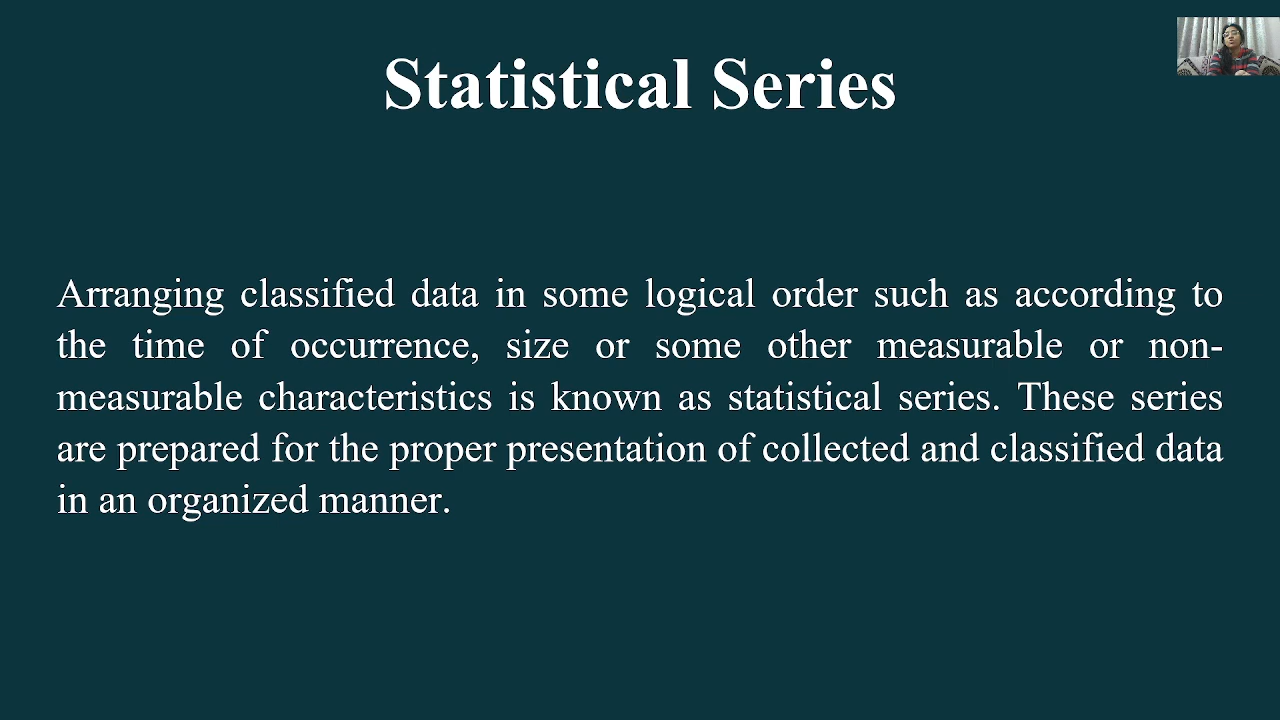 Statistical Series
Arranging classified data in some logical order such as according to
the time of occurrence, size or some other measurable or non-
measurable characteristics is known as statistical series. These series
are prepared for the proper presentation of collected and classified data
in an organized manner.